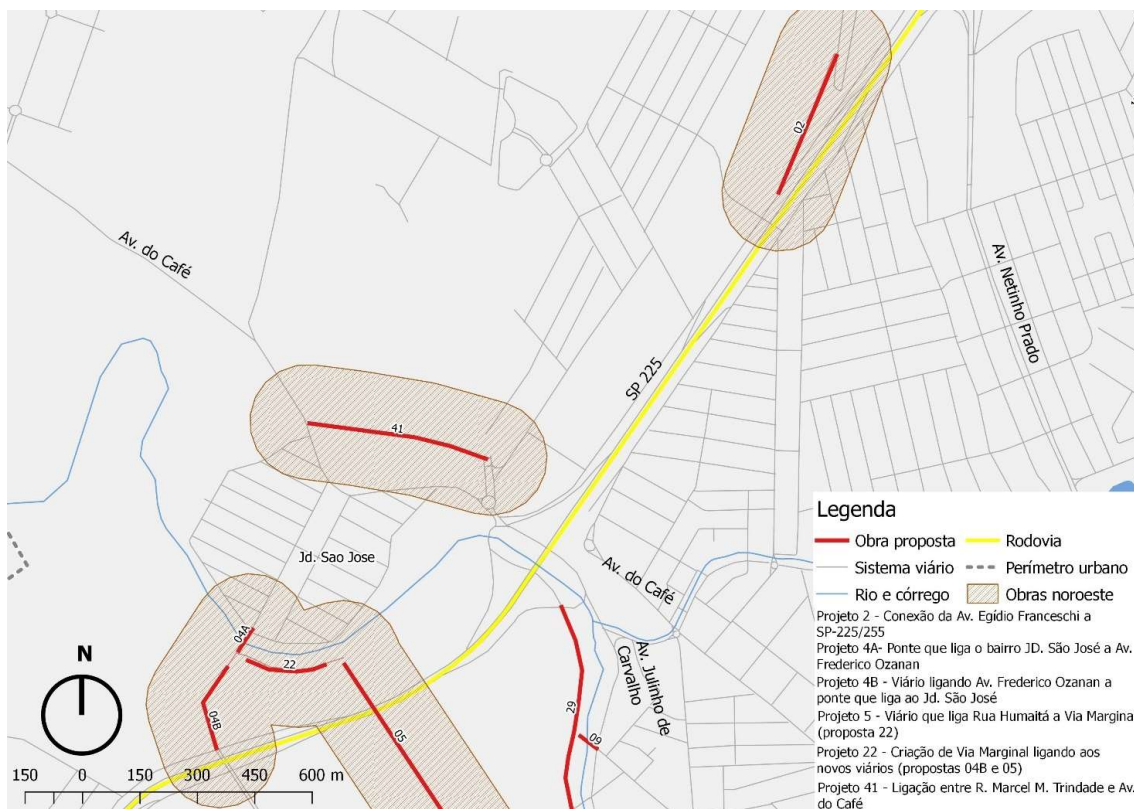 02
Av. do Café
Av. Netinho Prado
SP 225
41
Jd. Sao Jose
Av. do Café
04A
22
04B
05
29
09
Av. Julinho de
Carvalho
N
150 0 150 300 450 600 m
Legenda
Obra proposta
Rodovia
Sistema viário
Perímetro urbano
Rio e córrego
Obras noroeste
Projeto 2 - Conexão da Av. Egídio Franceschi a
SP-225/255
Projeto 4A- Ponte que liga o bairro JD. São José a Av.
Frederico Ozanan
Projeto 4B - Viário ligando Av. Frederico Ozanan a
ponte que liga ao Jd. São José
Projeto 5 - Viário que liga Rua Humaitá a Via Margina
(proposta 22)
Projeto 22 - Criação de Via Marginal ligando aos
novos viários (propostas 04B e 05)
Projeto 41 - Ligação entre R. Marcel M. Trindade e Av.
do Café